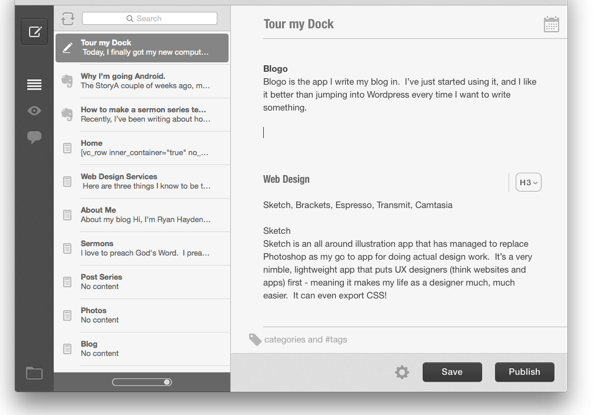 Search
Tour my Dock
Today, I finally got my new comput...
Why I'm going Android.
The StoryA couple of weeks ago, m...
How to make a sermon series te...
Recently, I've been writing about ho...
Home
[vc_row inner_container="true" no_...
Web Design Services
Here are three things I know to be t...
About Me
About my blog Hi, I'm Ryan Hayden...
Sermons
I love to preach God's Word.  I prea...
Post Series
No content
Photos
No content
Blog
No content
Tour my Dock
Blogo
Blogo is the app I write my blog in.  I've just started using it, and I like
it better than jumping into Wordpress every time I want to write
something.
Web Design
H3
Sketch, Brackets, Espresso, Transmit, Camtasia
Sketch
Sketch is an all around illustration app that has managed to replace
Photoshop as my go to app for doing actual design work.  It's a very
nimble, lightweight app that puts UX designers (think websites and
apps) first - meaning it makes my life as a designer much, much
easier.  It can even export CSS!
categories and #tags
Save
Publish